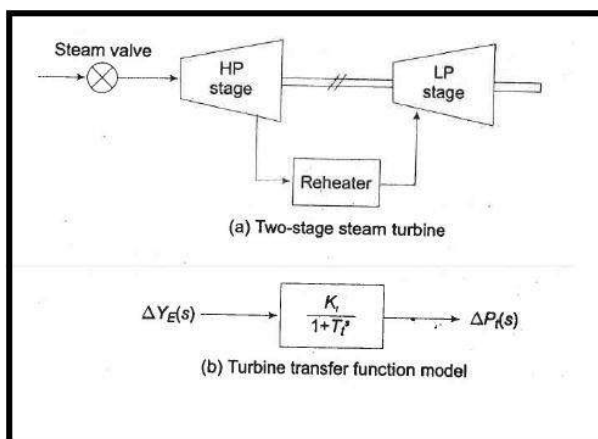 Steam valve
HP
stage
LP
stage
Reheater
(a) Two-stage steam turbine
ΔY_E(s)
K_t
1+T_t s
ΔP_t(s)
(b) Turbine transfer function model